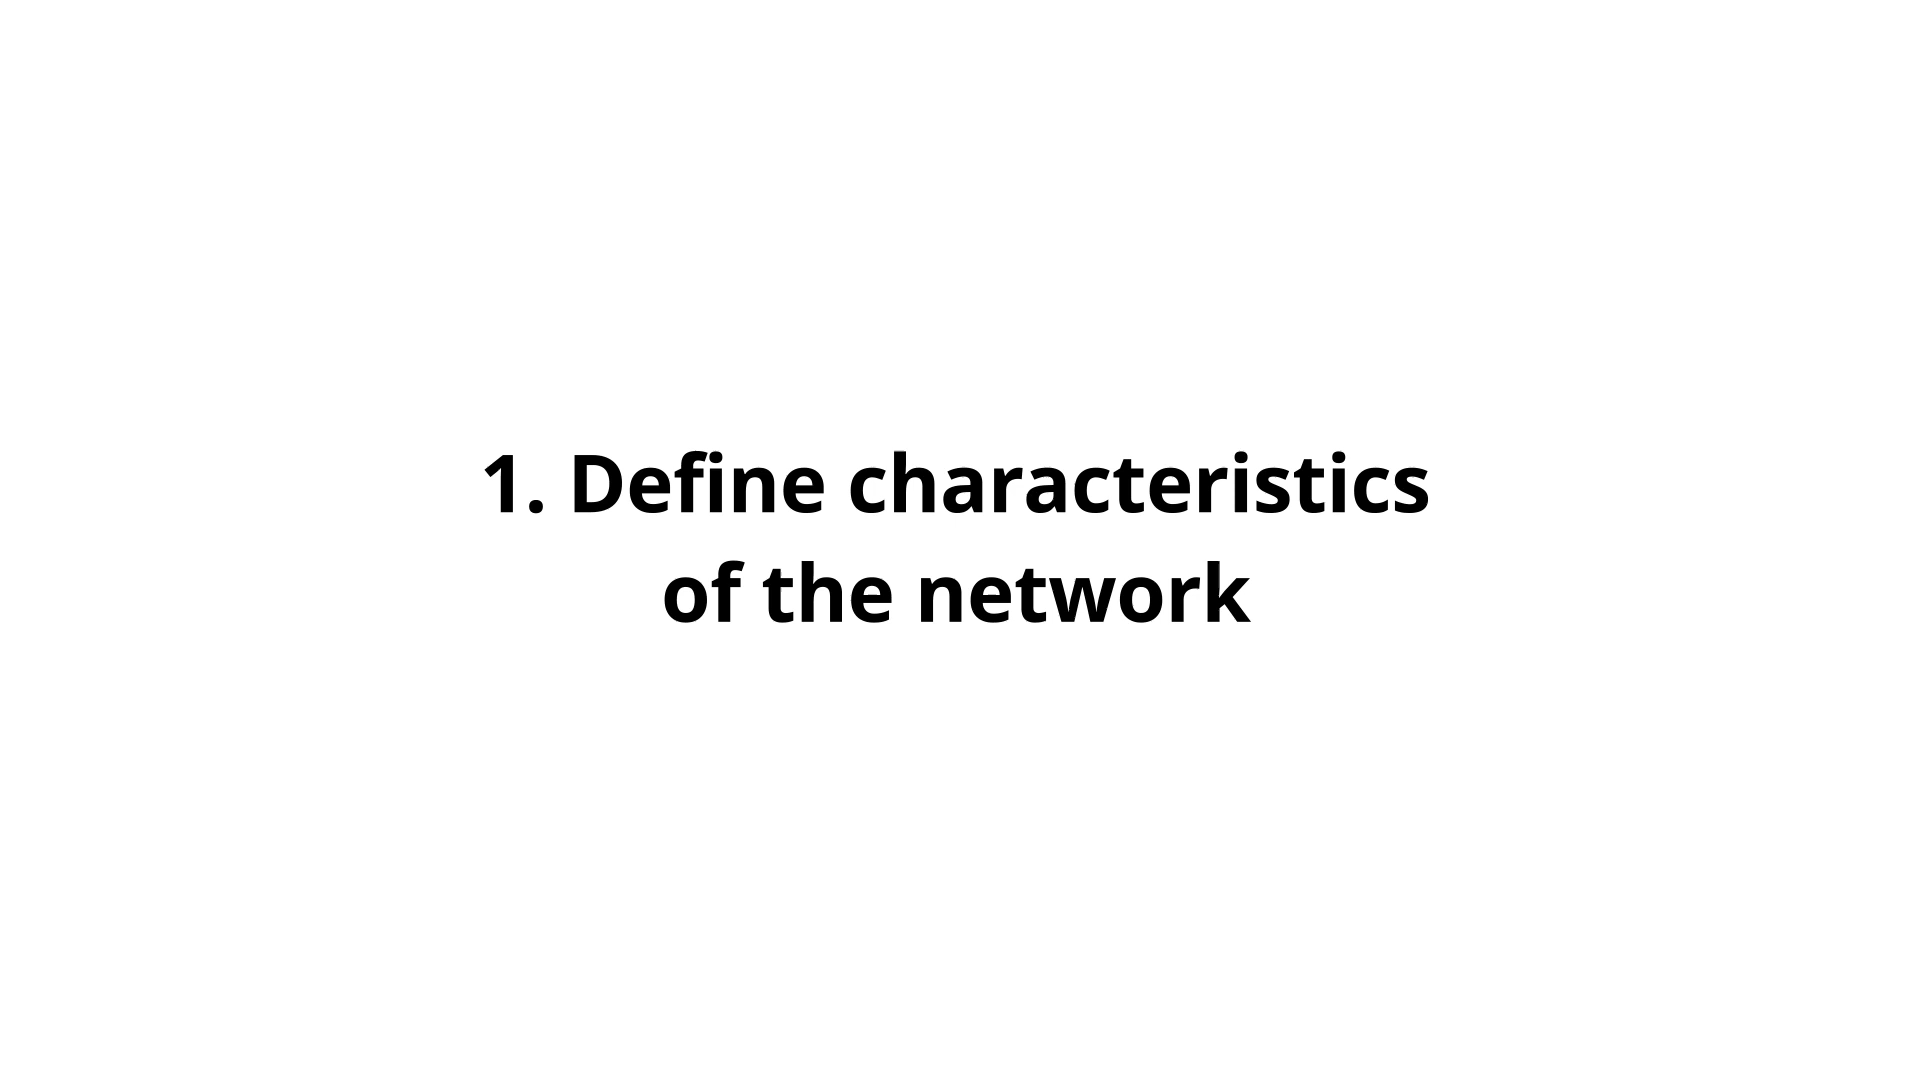 1. Define characteristics
of the network